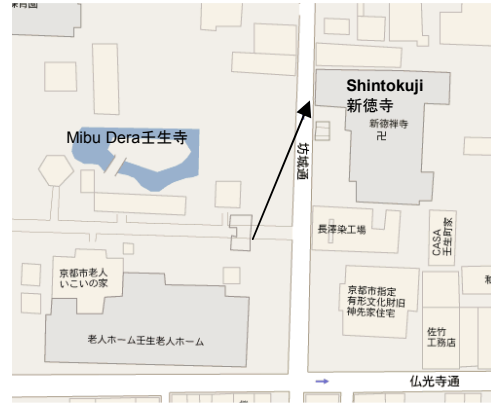 保育園
Shintokuji
新徳寺
新徳禅寺
卍
Mibu Dera壬生寺
坊城通
長澤染工場
CASA
壬生町家
京都市老人
いこいの家
京都市指定
有形文化財旧
神先家住宅
老人ホーム壬生老人ホーム
佐竹
工務店
仏光寺通